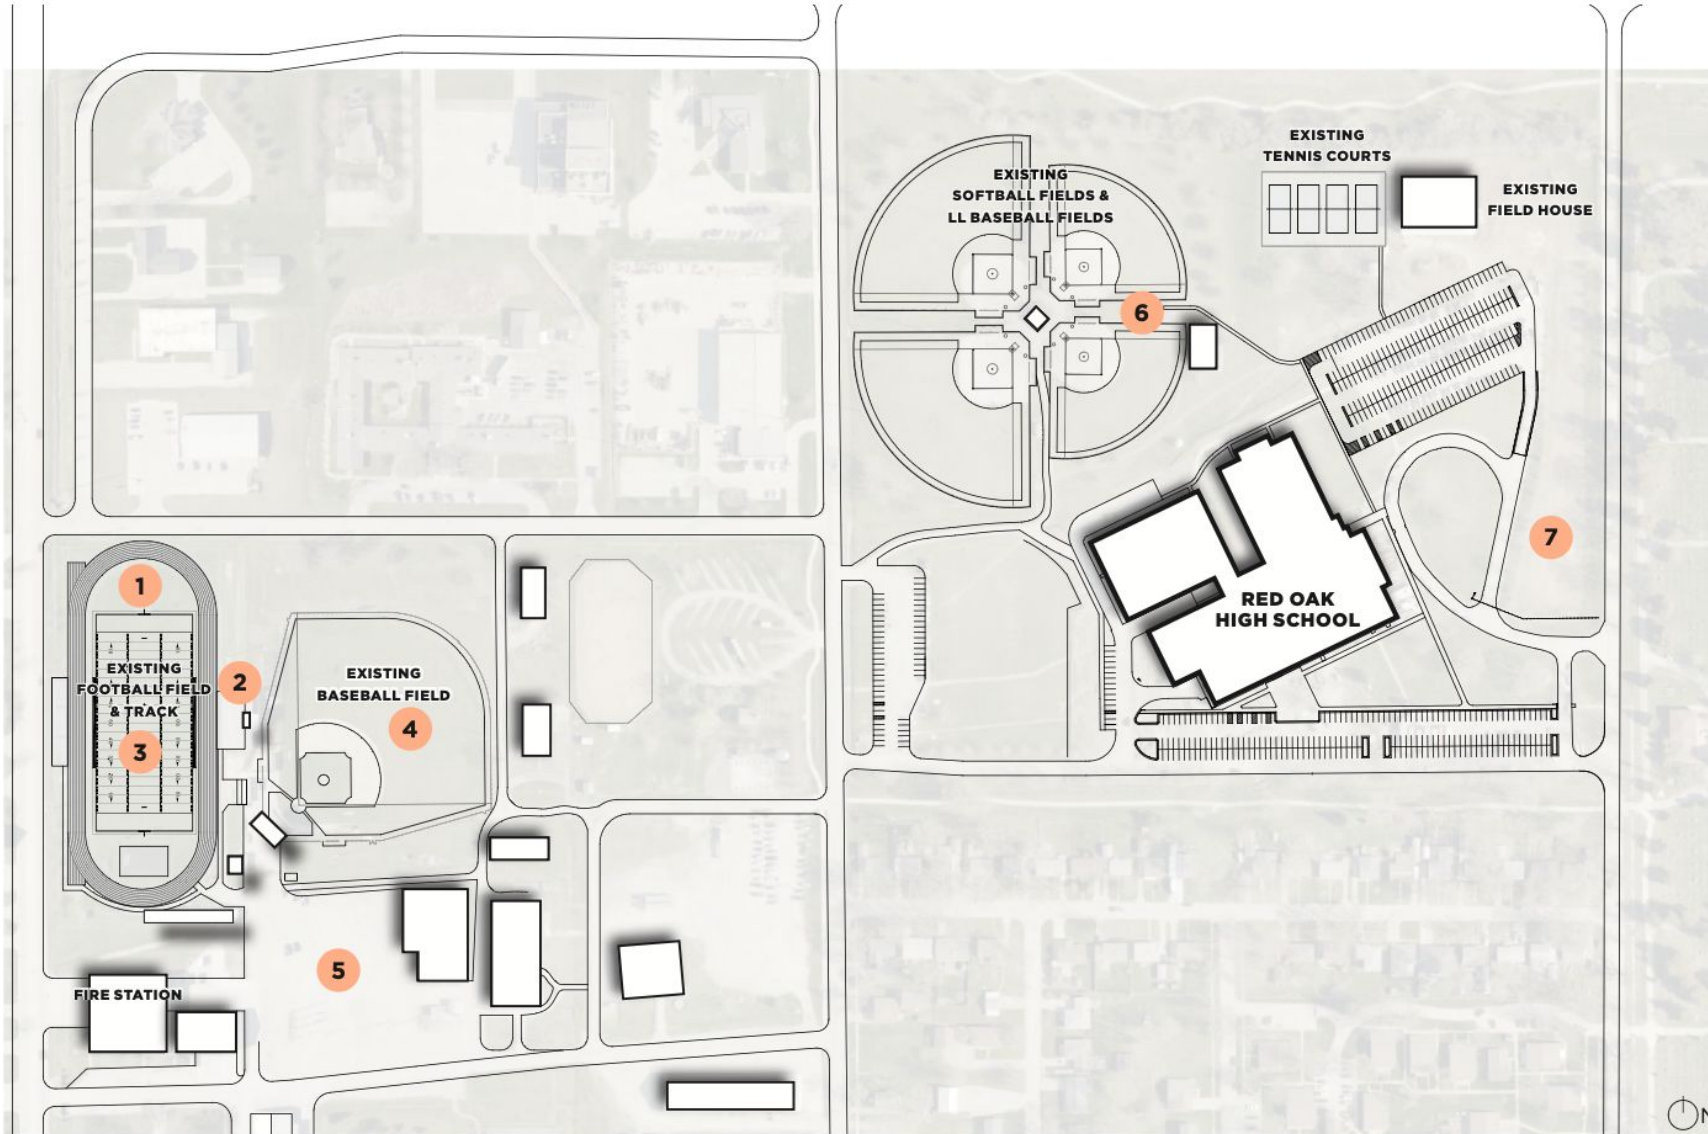 EXISTING
TENNIS COURTS
EXISTING
FIELD HOUSE
EXISTING
SOFTBALL FIELDS &
LL BASEBALL FIELDS
6
7
RED OAK
HIGH SCHOOL
1
EXISTING
FOOTBALL FIELD
& TRACK
2
3
EXISTING
BASEBALL FIELD
4
5
FIRE STATION
N